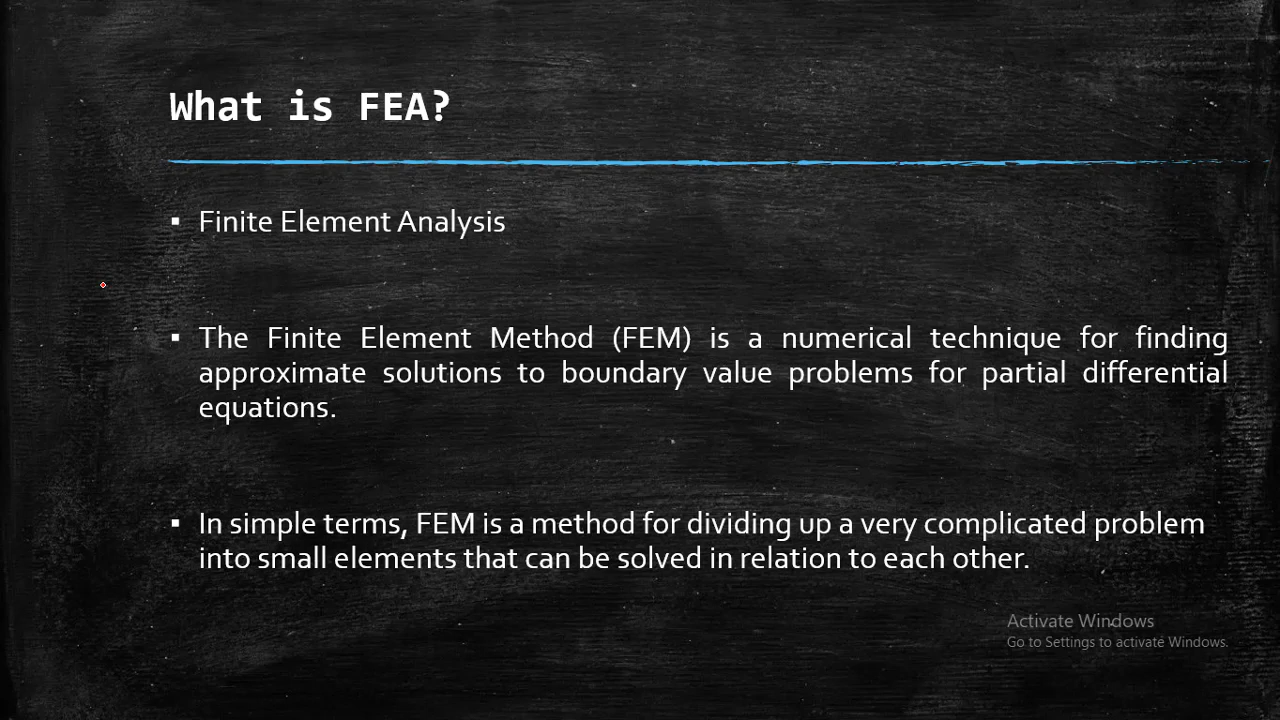 What is FEA?
▪ Finite Element Analysis
▪ The Finite Element Method (FEM) is a numerical technique for finding
approximate solutions to boundary value problems for partial differential
equations.
▪ In simple terms, FEM is a method for dividing up a very complicated problem
into small elements that can be solved in relation to each other.
Activate Windows
Go to Settings to activate Windows.